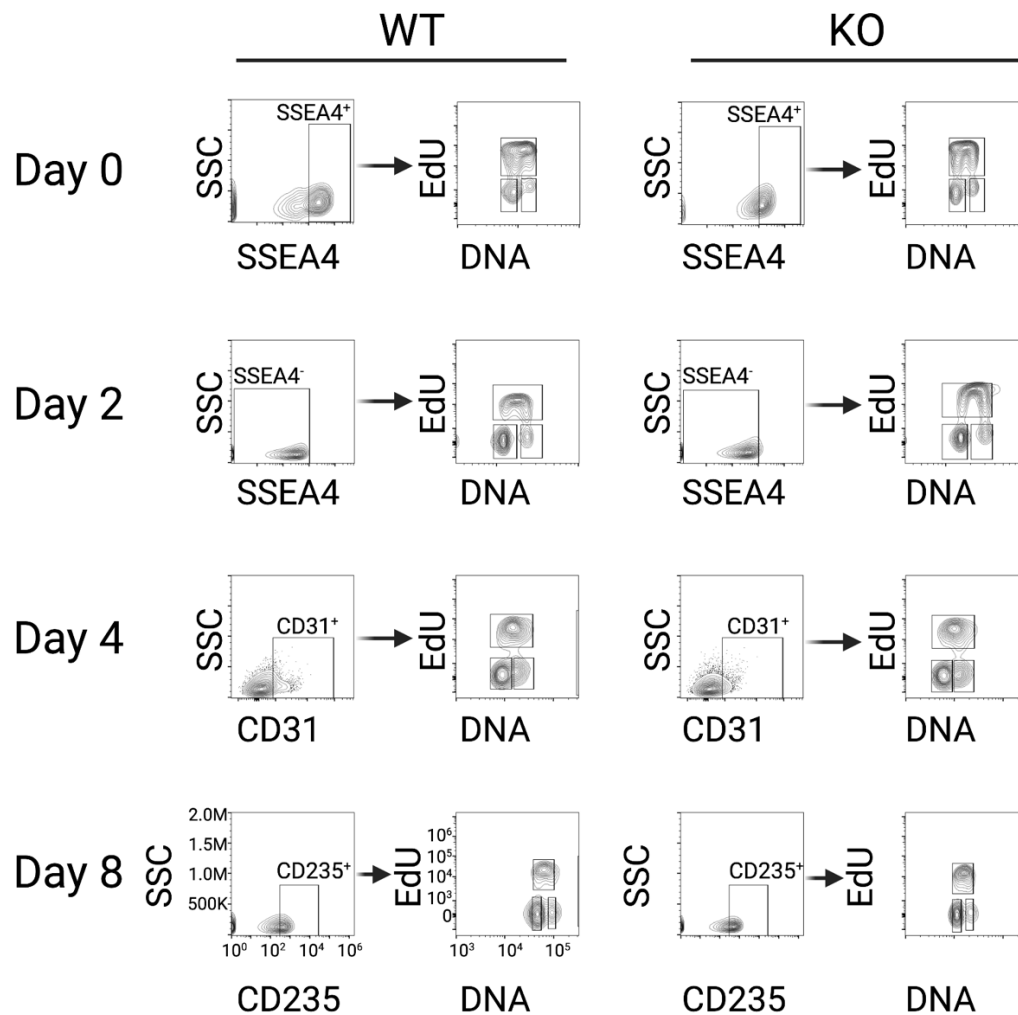 WT KO
Day 0
SSC SSEA4⁺ EdU SSC SSEA4⁺ EdU
SSEA4 DNA SSEA4 DNA
Day 2
SSC SSEA4⁻ EdU SSC SSEA4⁻ EdU
SSEA4 DNA SSEA4 DNA
Day 4
SSC CD31⁺ EdU SSC CD31⁺ EdU
CD31 DNA CD31 DNA
Day 8
SSC 2.0M 1.5M 1.0M 500K CD235⁺ EdU 10⁶ 10⁵ 10⁴ 10³ 0 SSC CD235⁺ EdU
10⁰ 10² 10⁴ 10⁶ 10³ 10⁴ 10⁵
CD235 DNA CD235 DNA